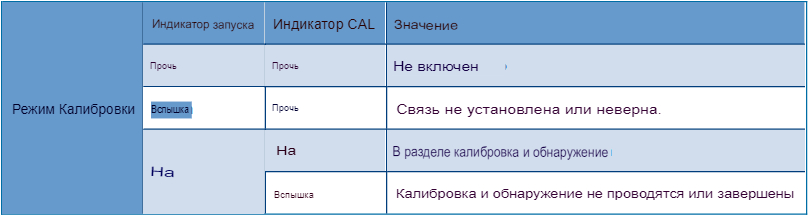 Индикатор запуска Индикатор CAL Значение
Прочь Прочь Не включен
Режим Калибровки Вспышка Прочь Связь не установлена или неверна.
На На В разделе калибровка и обнаружение
Вспышка Калибровка и обнаружение не проводятся или завершены